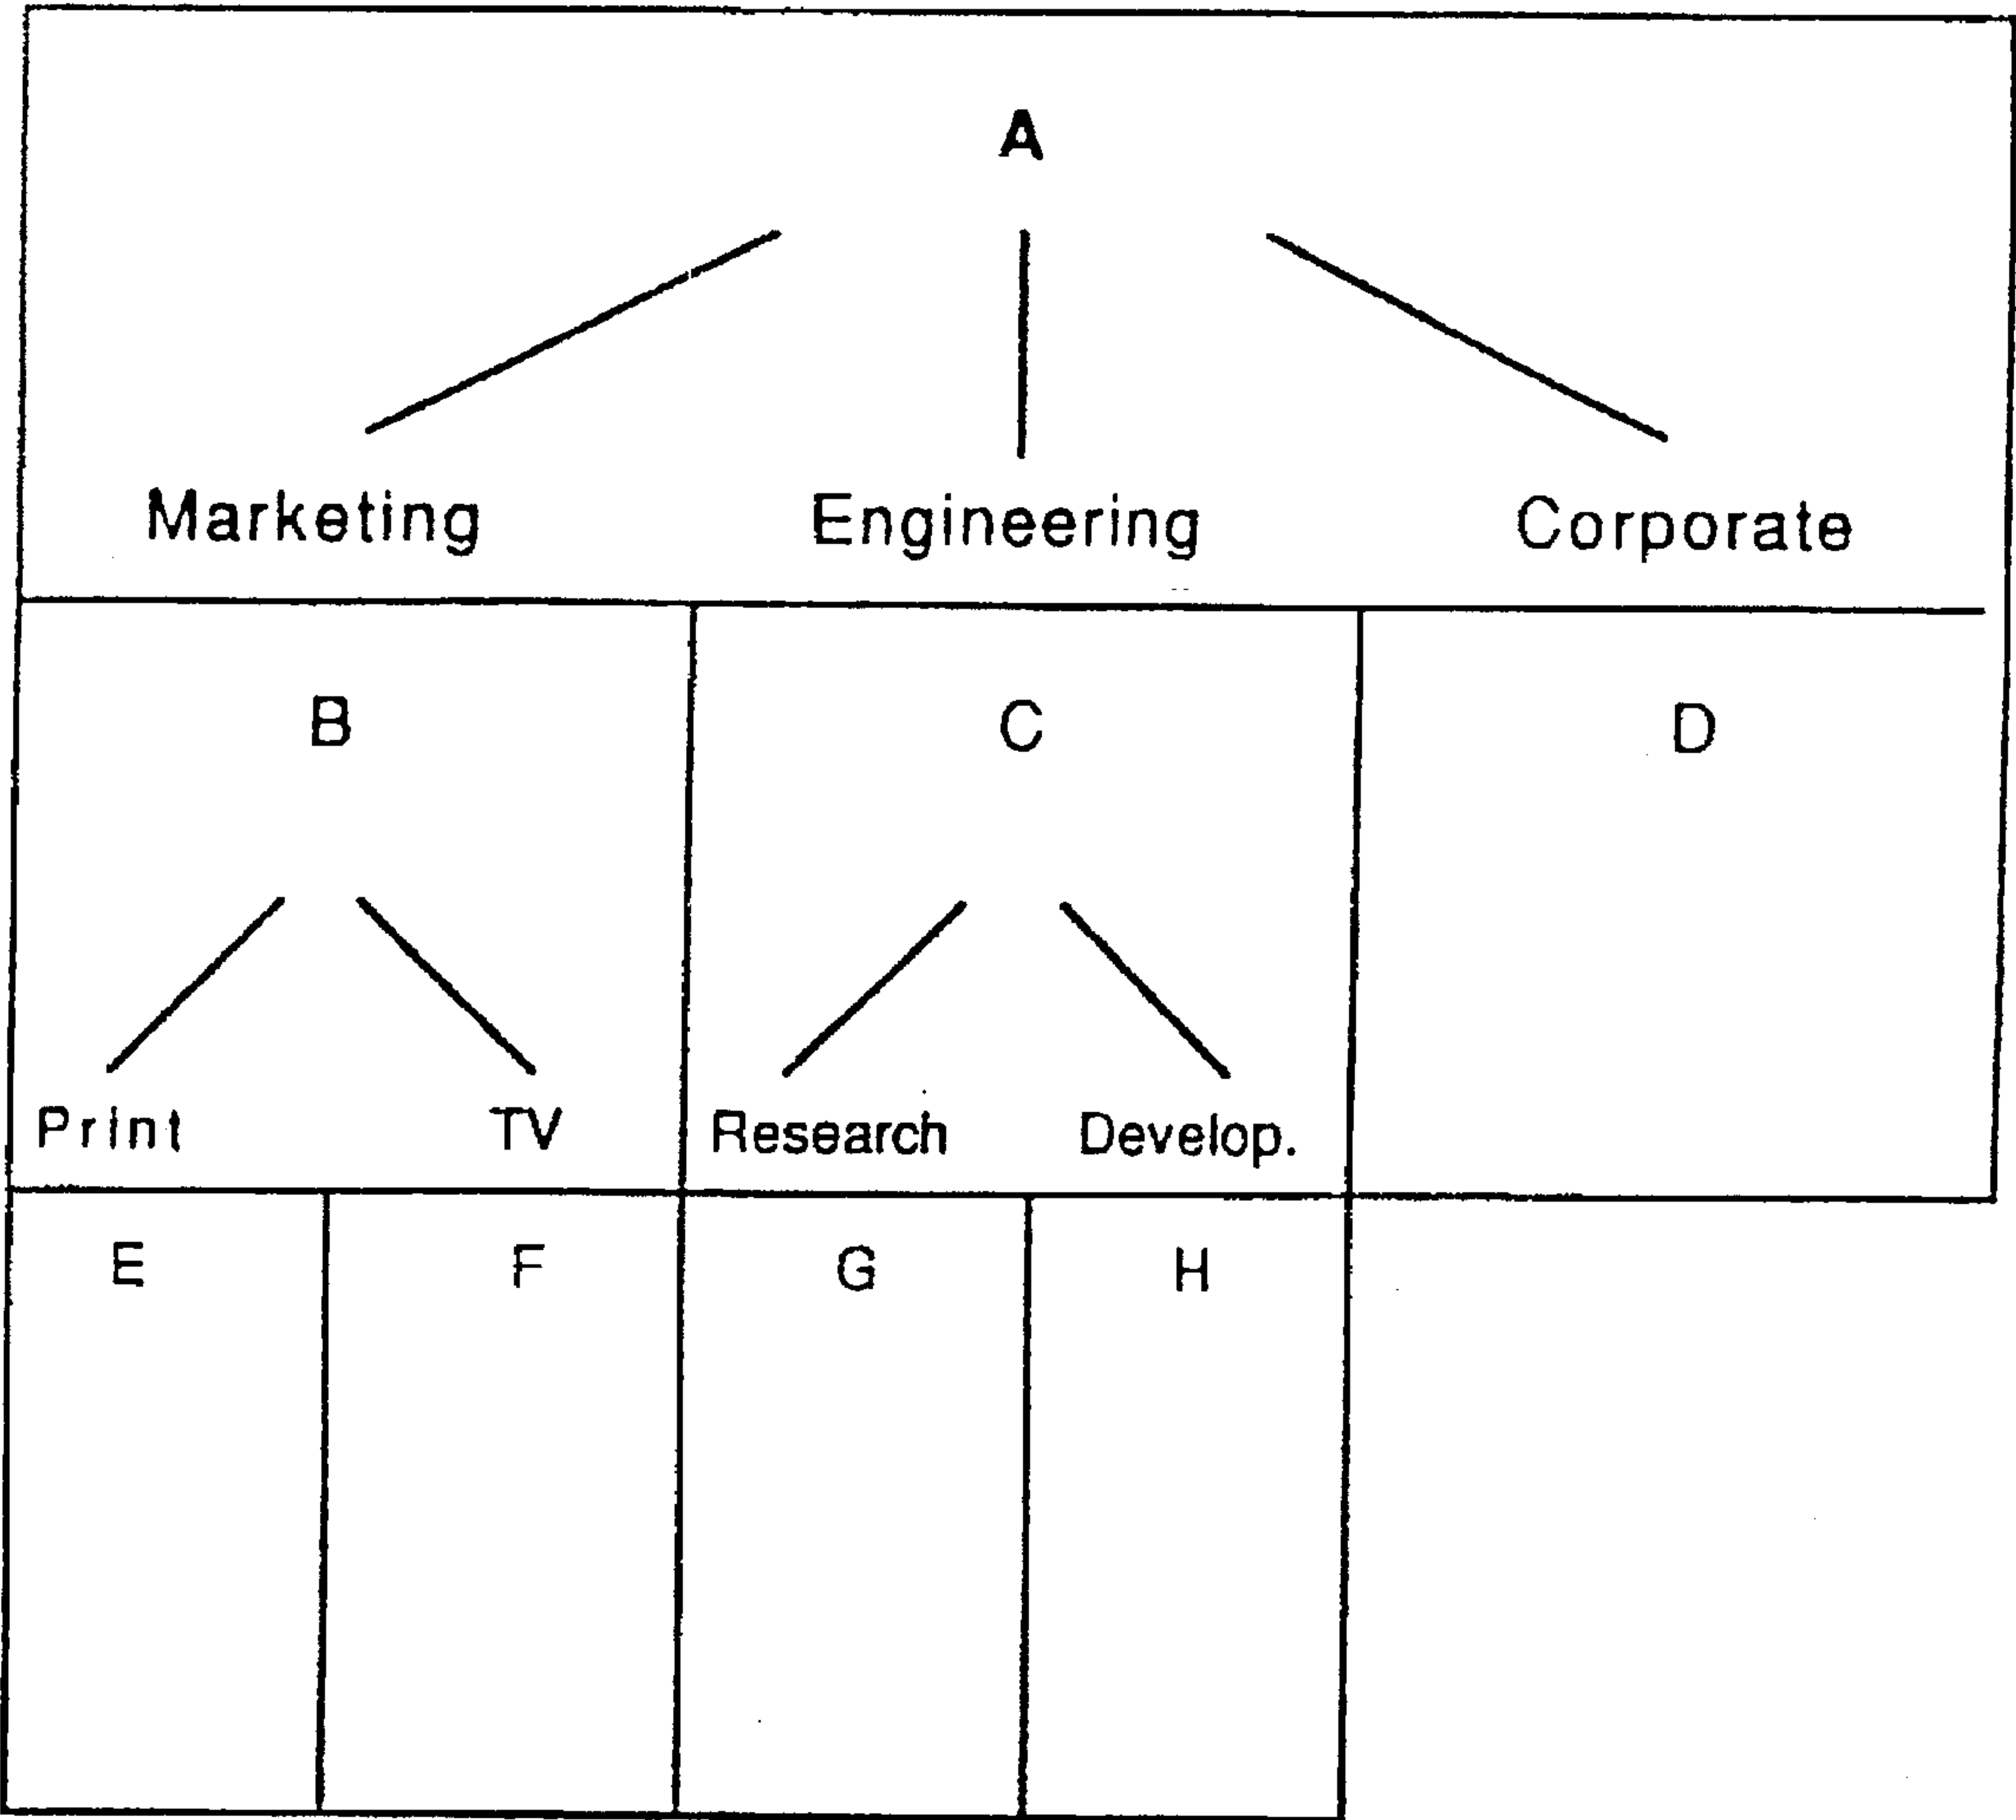 A
Marketing Engineering Corporate
B C D
Print TV Research Develop.
E F G H